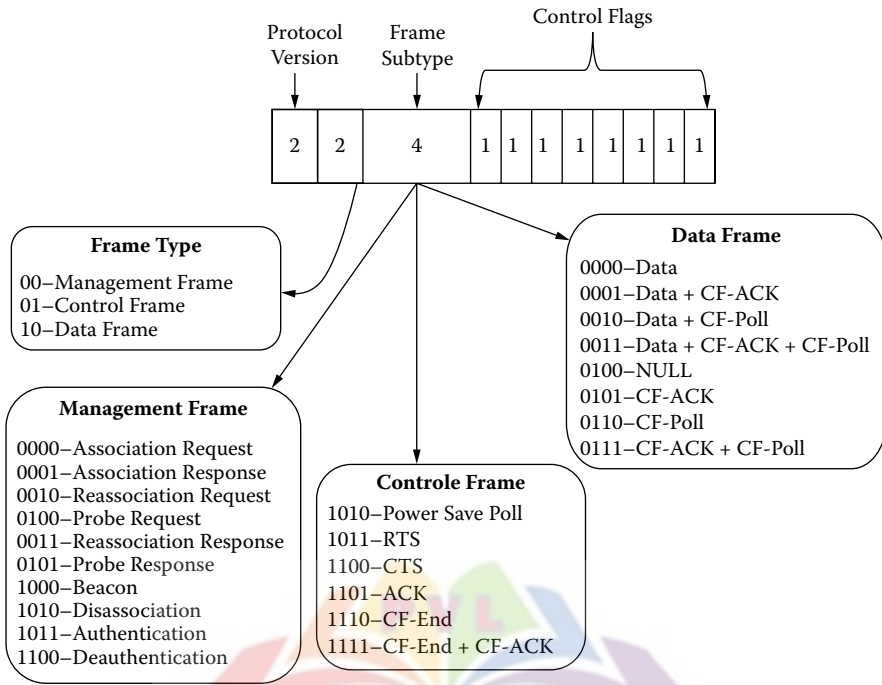 Control Flags
Protocol
Version
Frame
Subtype
2 2 4 1 1 1 1 1 1 1 1
Frame Type
00–Management Frame
01–Control Frame
10–Data Frame
Data Frame
0000–Data
0001–Data + CF-ACK
0010–Data + CF-Poll
0011–Data + CF-ACK + CF-Poll
0100–NULL
0101–CF-ACK
0110–CF-Poll
0111–CF-ACK + CF-Poll
Management Frame
0000–Association Request
0001–Association Response
0010–Reassociation Request
0100–Probe Request
0011–Reassociation Response
0101–Probe Response
1000–Beacon
1010–Disassociation
1011–Authentication
1100–Deauthentication
Controle Frame
1010–Power Save Poll
1011–RTS
1100–CTS
1101–ACK
1110–CF-End
1111–CF-End + CF-ACK
PVL